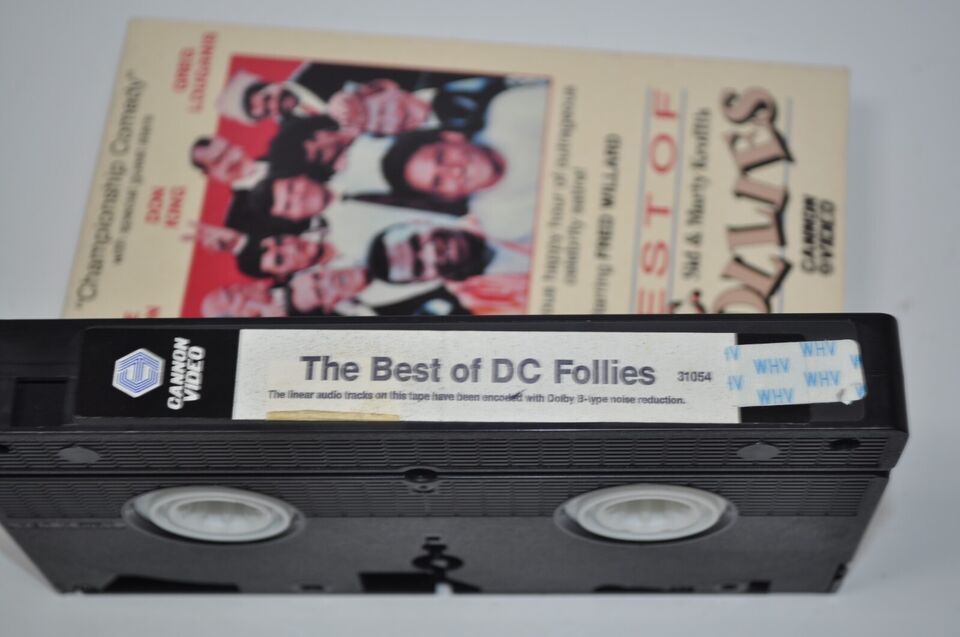 "Championship Comedy"
with special guest stars
GREG
LOUGANIS
DON
KING
hour of outrageous
celebrity satire!
FRED WILLARD
EST OF
Sid & Marty Krofft's
OLLIES
CANNON
VIDEO
CANNON
VIDEO
The Best of DC Follies 31054
The linear audio tracks on this tape have been encoded with Dolby B-type noise reduction.
WHV
WHV
WHV
WHV